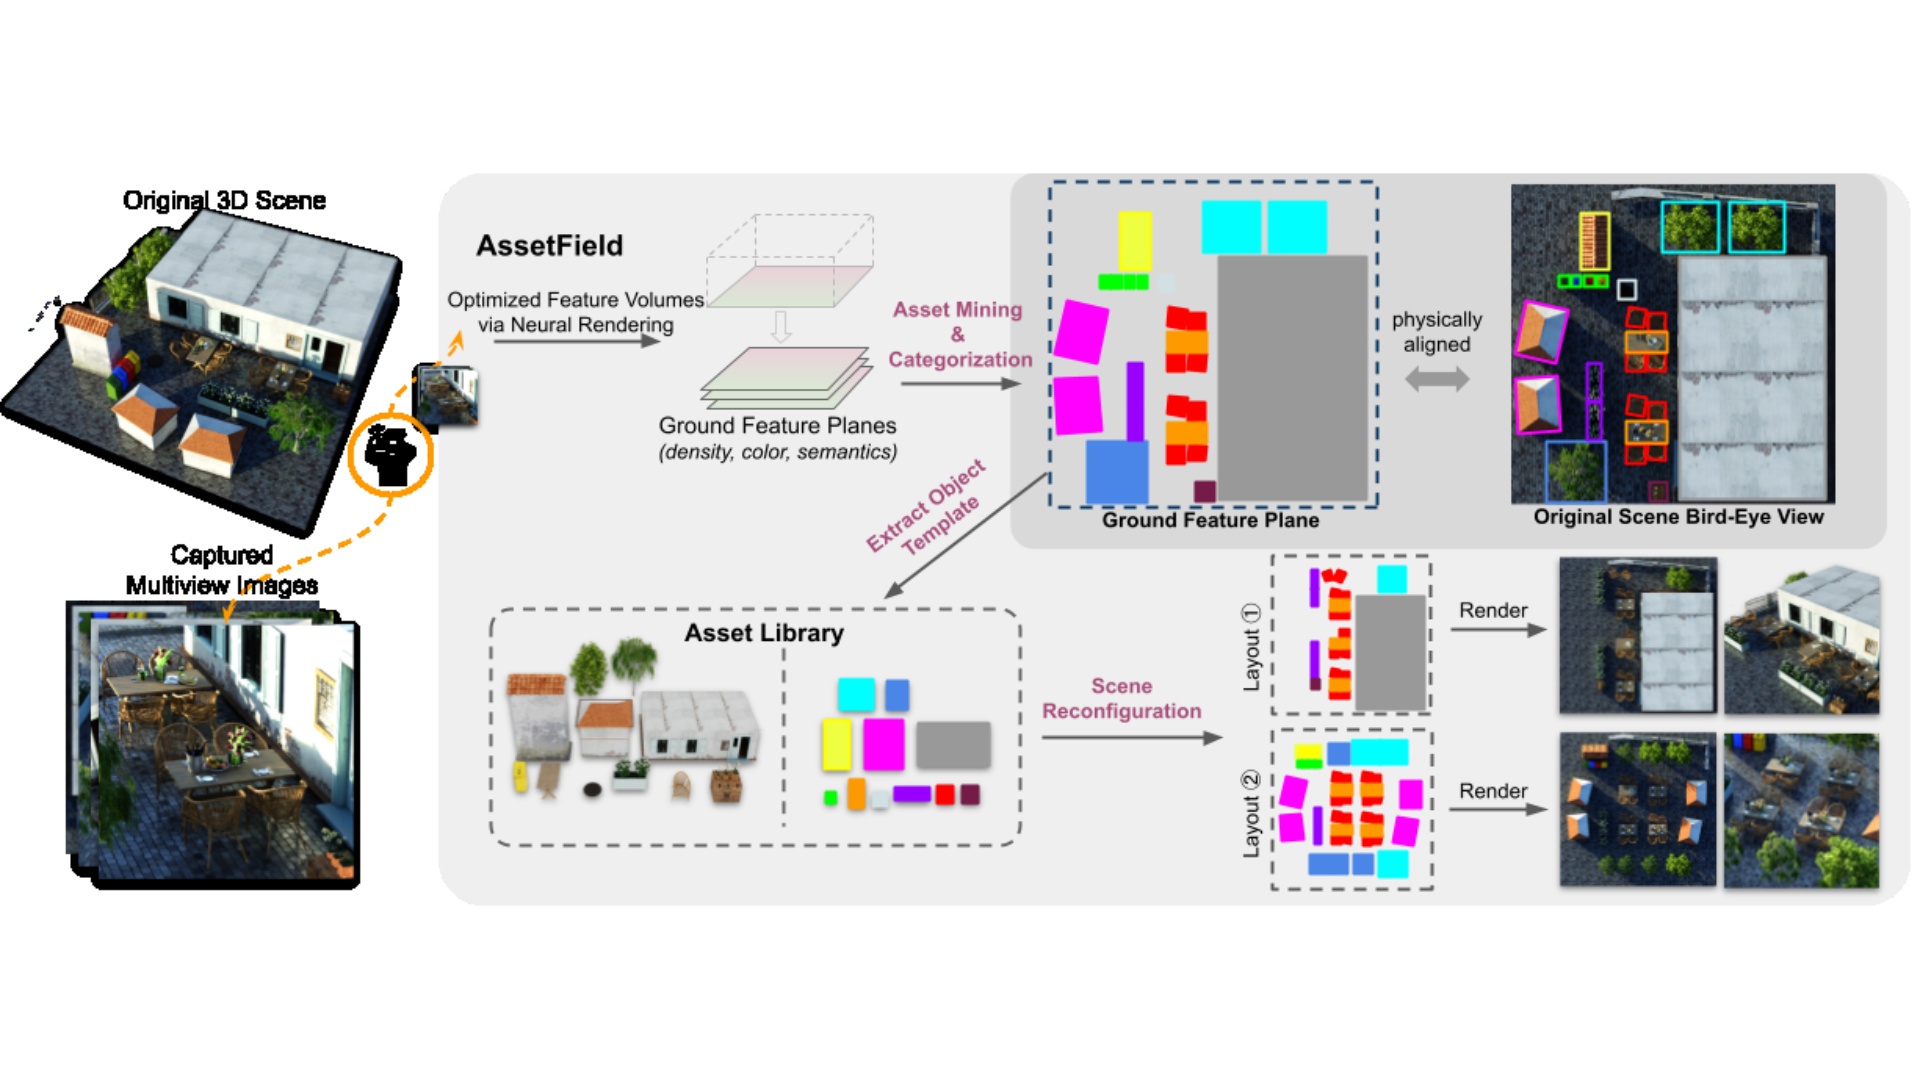 Original 3D Scene
Captured
Multiview Images
AssetField
Optimized Feature Volumes
via Neural Rendering
Ground Feature Planes
(density, color, semantics)
Asset Mining
&
Categorization
Ground Feature Plane
physically
aligned
Original Scene Bird-Eye View
Extract Object
Template
Asset Library
Scene
Reconfiguration
Layout ①
Render
Layout ②
Render